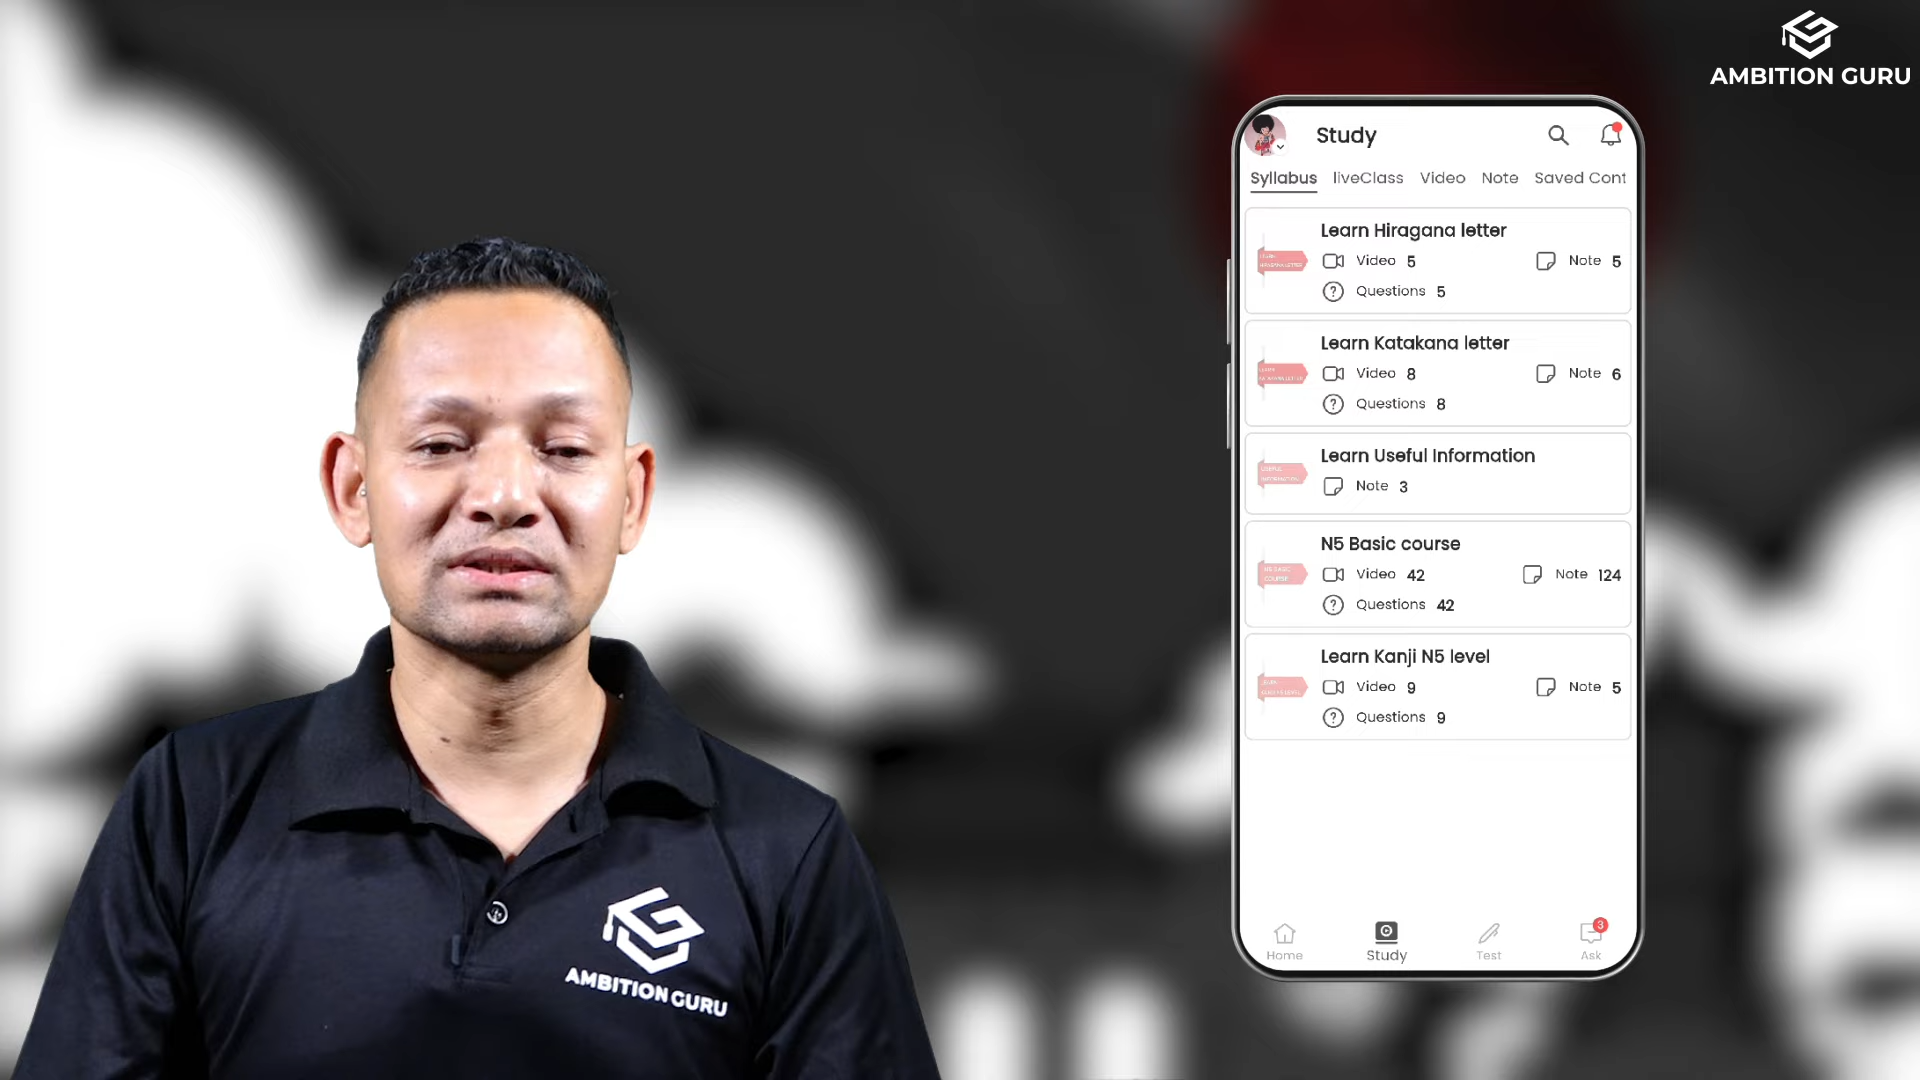 AMBITION GURU
Study
Syllabus liveClass Video Note Saved Cont
Learn Hiragana letter
Video 5 Note 5
Questions 5
Learn Katakana letter
Video 8 Note 6
Questions 8
Learn Useful Information
Note 3
N5 Basic course
Video 42 Note 124
Questions 42
Learn Kanji N5 level
Video 9 Note 5
Questions 9
3
Home Study Test Ask
AMBITION GURU